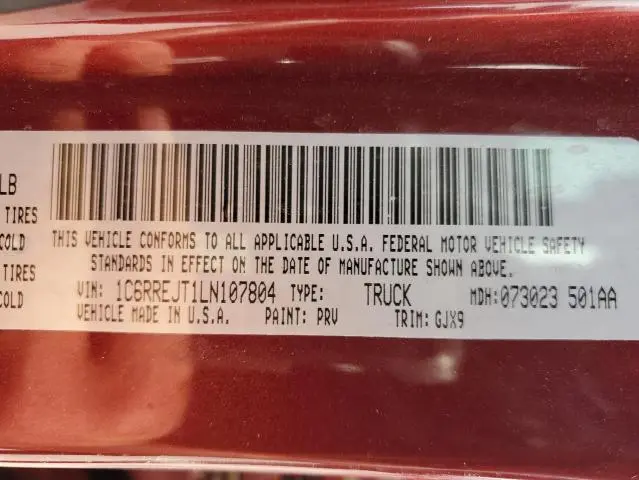 LB
TIRES
COLD
TIRES
COLD
THIS VEHICLE CONFORMS TO ALL APPLICABLE U.S.A. FEDERAL MOTOR VEHICLE SAFETY
STANDARDS IN EFFECT ON THE DATE OF MANUFACTURE SHOWN ABOVE.
VIN: 1C6RREJT1LN107804 TYPE: TRUCK MDH:073023 501AA
VEHICLE MADE IN U.S.A. PAINT: PRV TRIM: GJX9